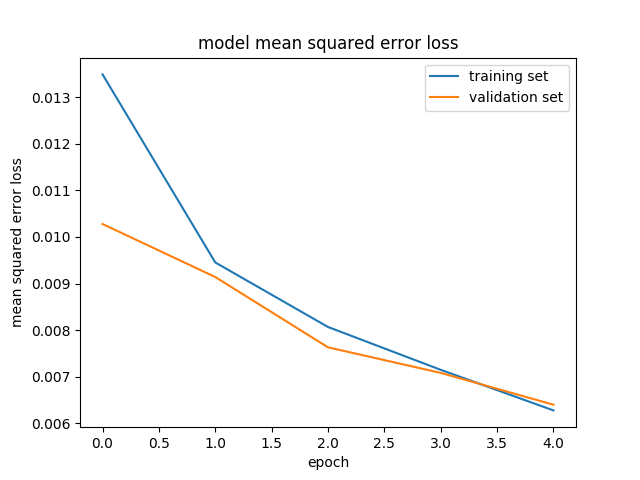 model mean squared error loss
training set
validation set
0.013
0.012
0.011
0.010
0.009
0.008
0.007
0.006
mean squared error loss
0.0 0.5 1.0 1.5 2.0 2.5 3.0 3.5 4.0
epoch